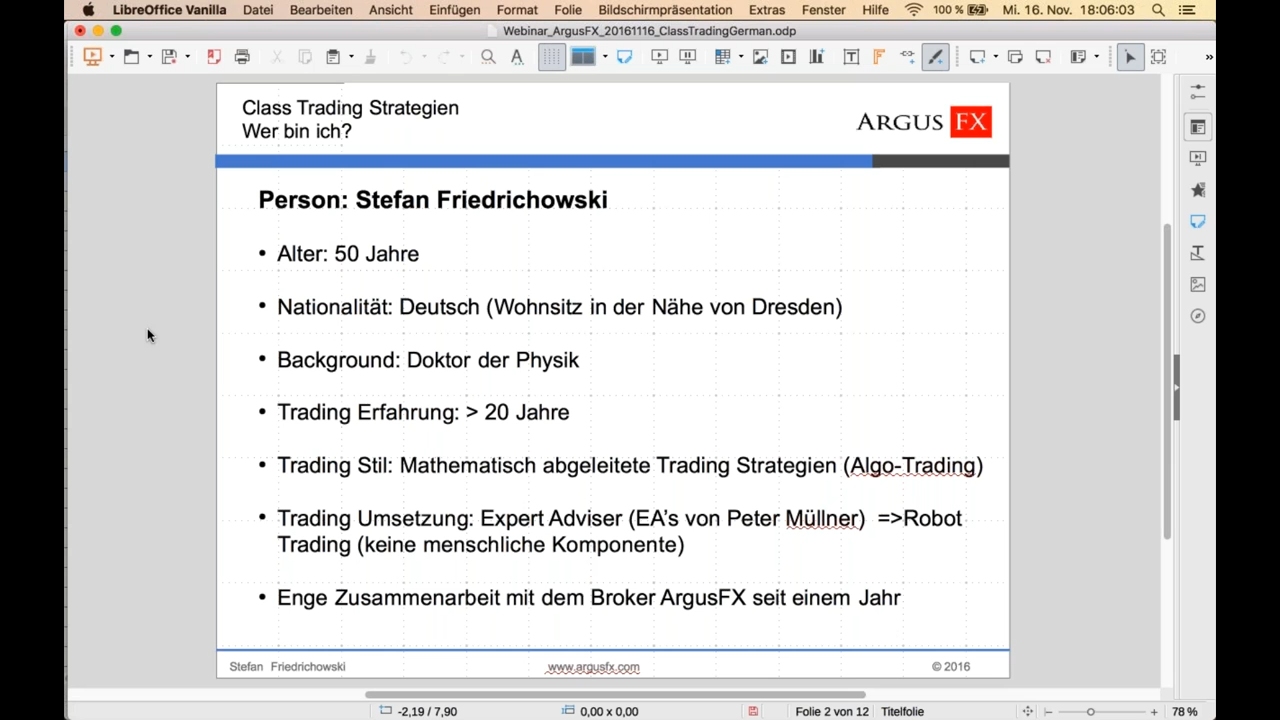 LibreOffice Vanilla Datei Bearbeiten Ansicht Einfügen Format Folie Bildschirmpräsentation Extras Fenster Hilfe 100 % Mi. 16. Nov. 18:06:03
Webinar_ArgusFX_20161116_ClassTradingGerman.odp
Class Trading Strategien
Wer bin ich?
ARGUS FX
Person: Stefan Friedrichowski
• Alter: 50 Jahre
• Nationalität: Deutsch (Wohnsitz in der Nähe von Dresden)
• Background: Doktor der Physik
• Trading Erfahrung: > 20 Jahre
• Trading Stil: Mathematisch abgeleitete Trading Strategien (Algo-Trading)
• Trading Umsetzung: Expert Adviser (EA's von Peter Müllner) =>Robot
Trading (keine menschliche Komponente)
• Enge Zusammenarbeit mit dem Broker ArgusFX seit einem Jahr
Stefan Friedrichowski www.argusfx.com © 2016
-2,19 / 7,90 0,00 x 0,00 Folie 2 von 12 Titelfolie 78 %